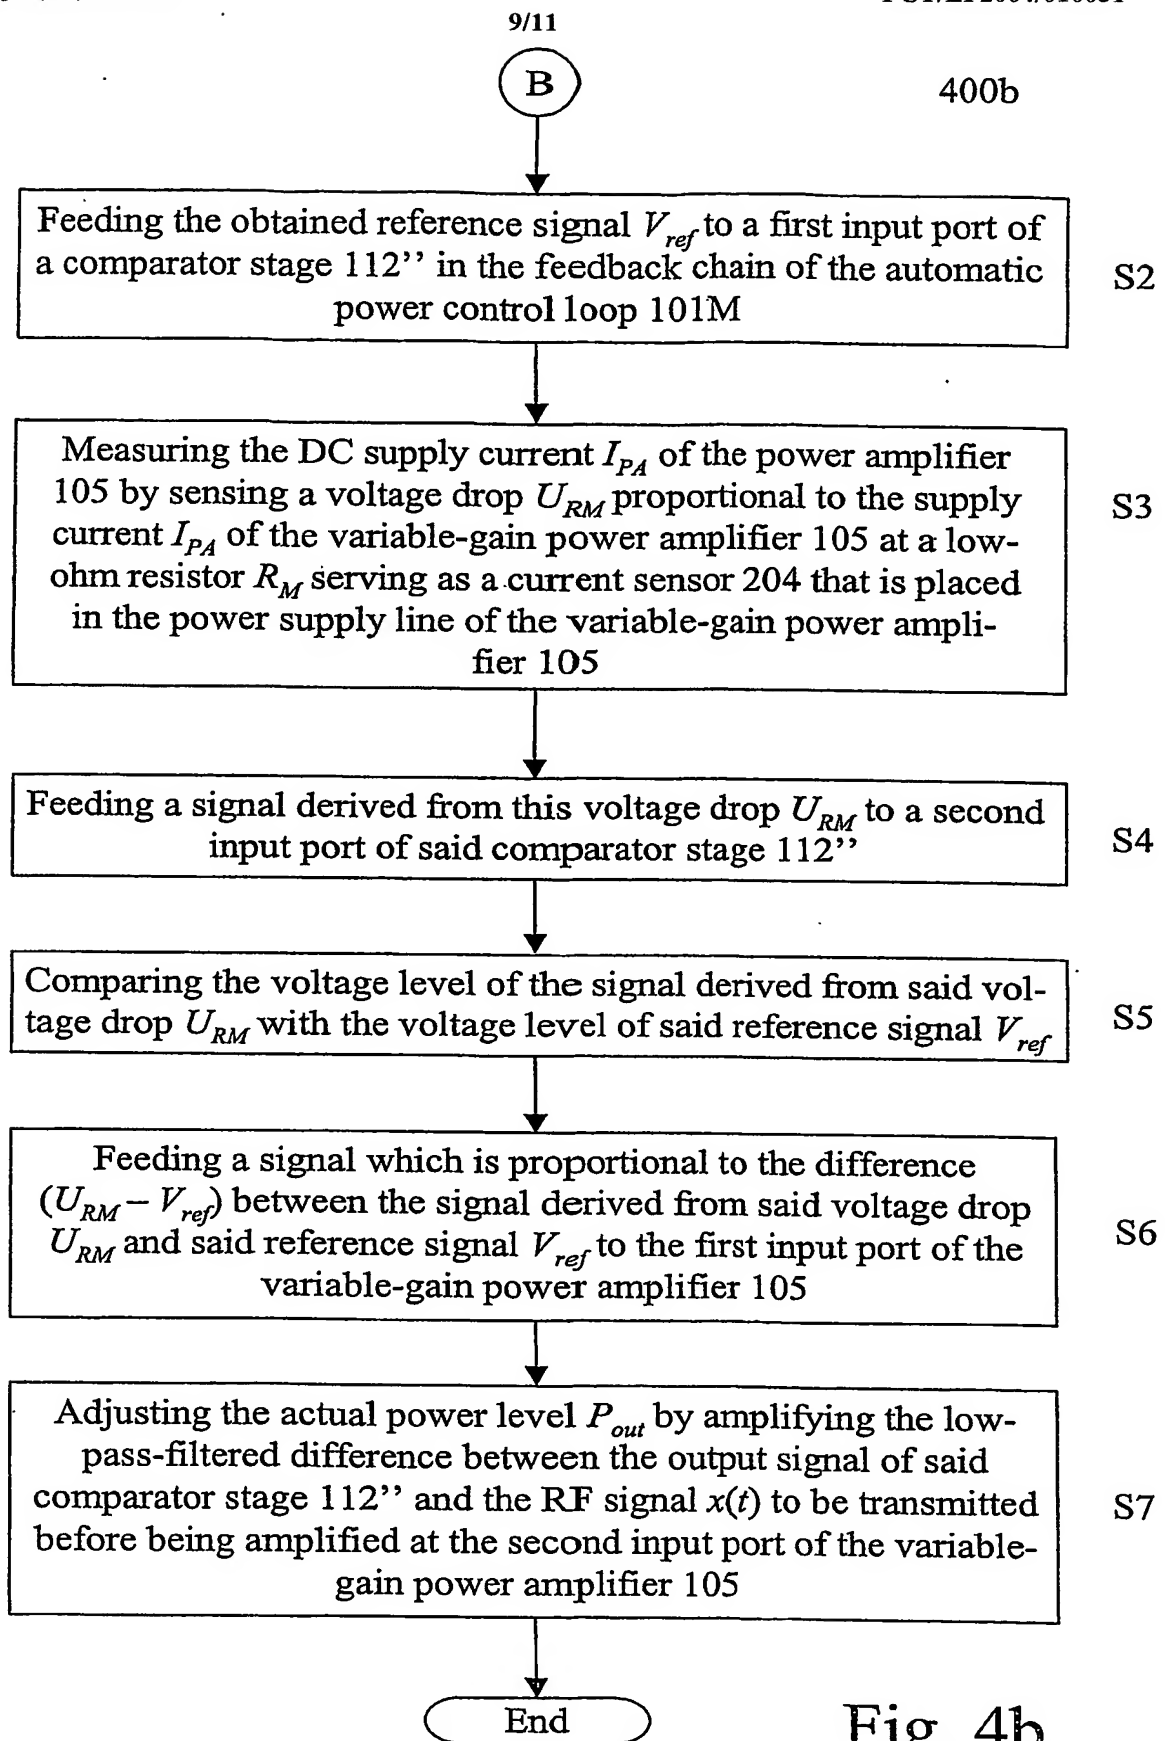 9/11
B
400b
Feeding the obtained reference signal V_ref to a first input port of
a comparator stage 112’’ in the feedback chain of the automatic
power control loop 101M
S2
Measuring the DC supply current I_PA of the power amplifier
105 by sensing a voltage drop U_RM proportional to the supply
current I_PA of the variable-gain power amplifier 105 at a low-
ohm resistor R_M serving as a current sensor 204 that is placed
in the power supply line of the variable-gain power ampli-
fier 105
S3
Feeding a signal derived from this voltage drop U_RM to a second
input port of said comparator stage 112’’
S4
Comparing the voltage level of the signal derived from said vol-
tage drop U_RM with the voltage level of said reference signal V_ref
S5
Feeding a signal which is proportional to the difference
(U_RM – V_ref) between the signal derived from said voltage drop
U_RM and said reference signal V_ref to the first input port of the
variable-gain power amplifier 105
S6
Adjusting the actual power level P_out by amplifying the low-
pass-filtered difference between the output signal of said
comparator stage 112’’ and the RF signal x(t) to be transmitted
before being amplified at the second input port of the variable-
gain power amplifier 105
S7
End
Fig. 4b